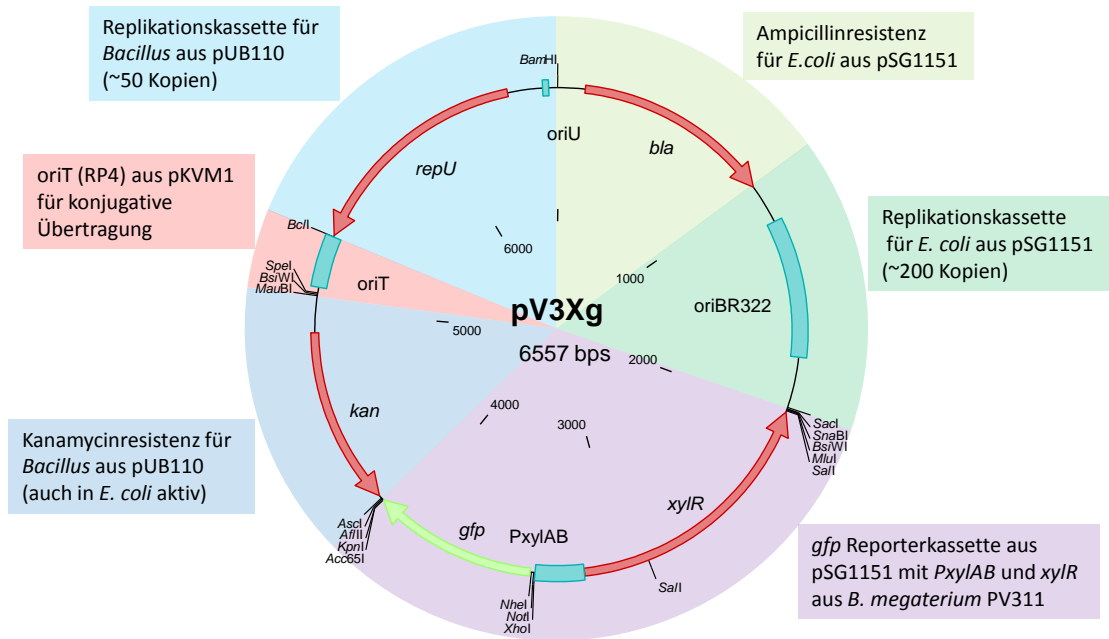 Replikationskassette für
Bacillus aus pUB110
(~50 Kopien)
Ampicillinresistenz
für E.coli aus pSG1151
BamHI
oriU
bla
repU
oriT (RP4) aus pKVM1
für konjugative
Übertragung
BclI
SpeI
BsiWI
MauBI
oriT
6000
1000
Replikationskassette
für E. coli aus pSG1151
(~200 Kopien)
oriBR322
pV3Xg
6557 bps
5000
2000
4000
3000
kan
Kanamycinresistenz für
Bacillus aus pUB110
(auch in E. coli aktiv)
SacI
SnaBI
BsiWI
MluI
SalI
xylR
AscI
AflII
KpnI
Acc65I
gfp
PxylAB
SalI
NheI
NotI
XhoI
gfp Reporterkassette aus
pSG1151 mit PxylAB und xylR
aus B. megaterium PV311